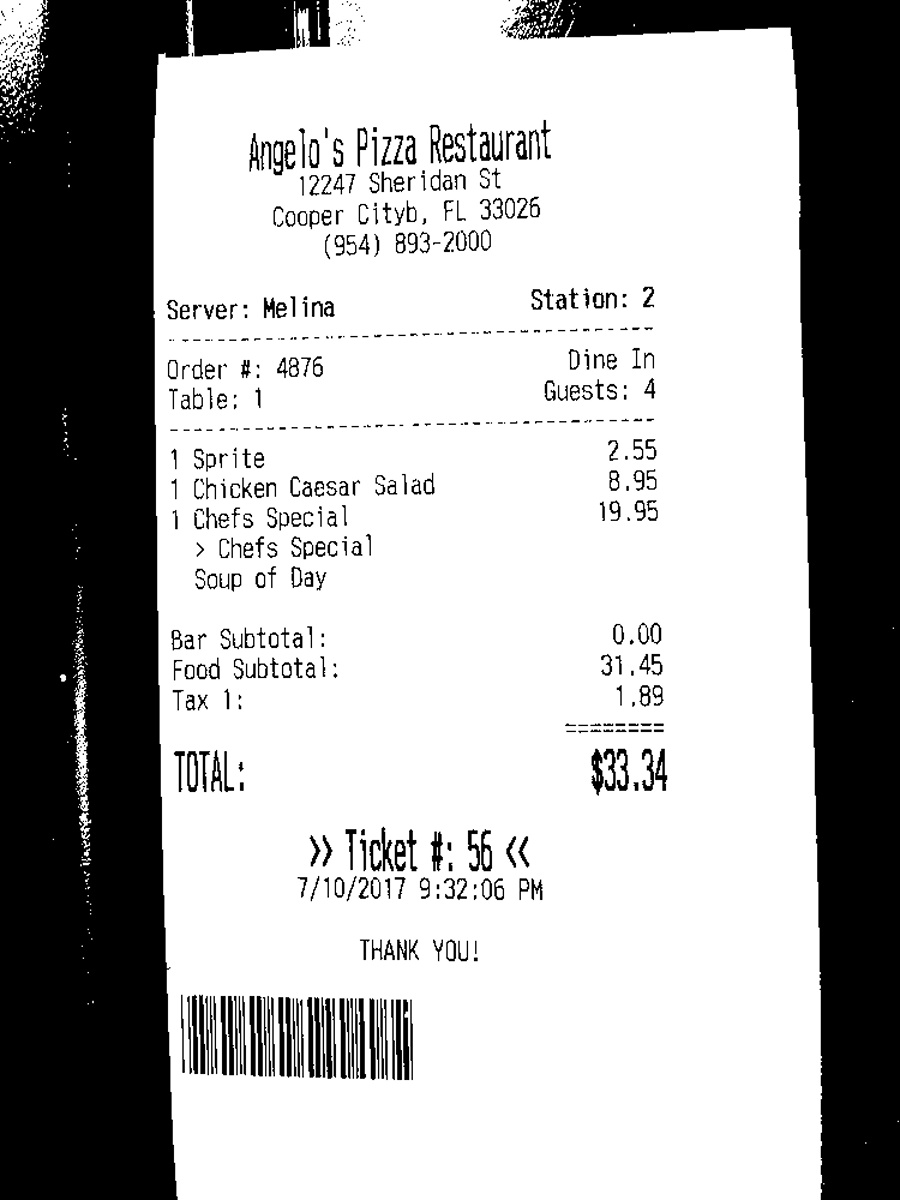 Angelo's Pizza Restaurant
12247 Sheridan St
Cooper Cityb, FL 33026
(954) 893-2000
Server: Melina Station: 2
Order #: 4876 Dine In
Table: 1 Guests: 4
1 Sprite 2.55
1 Chicken Caesar Salad 8.95
1 Chefs Special 19.95
> Chefs Special
Soup of Day
Bar Subtotal: 0.00
Food Subtotal: 31.45
Tax 1: 1.89
========
TOTAL: $33.34
>> Ticket #: 56 <<
7/10/2017 9:32:06 PM
THANK YOU!